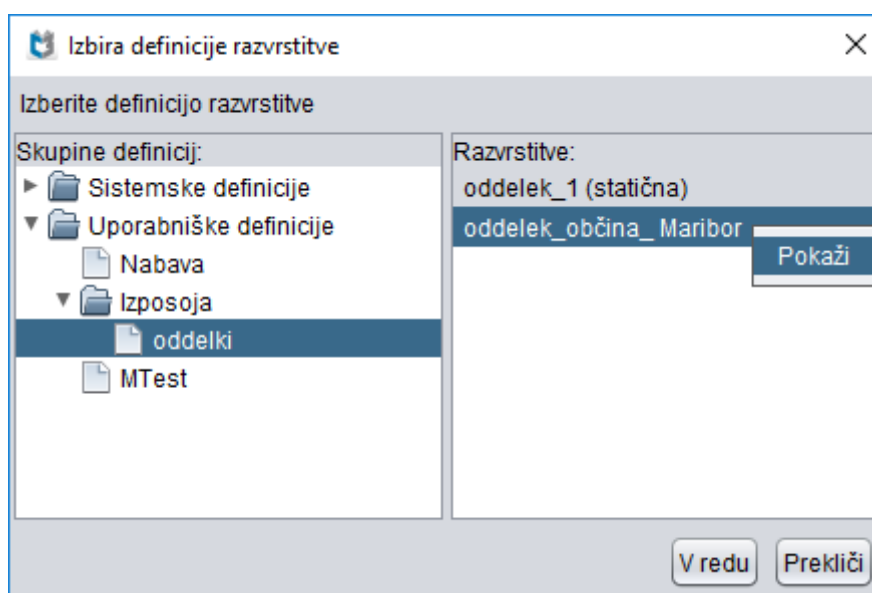 Izbira definicije razvrstitve
Izberite definicijo razvrstitve
Skupine definicij:
Sistemske definicije
Uporabniške definicije
Nabava
Izposoja
oddelki
MTest
Razvrstitve:
oddelek_1 (statična)
oddelek_občina_ Maribor
Pokaži
V redu
Prekliči